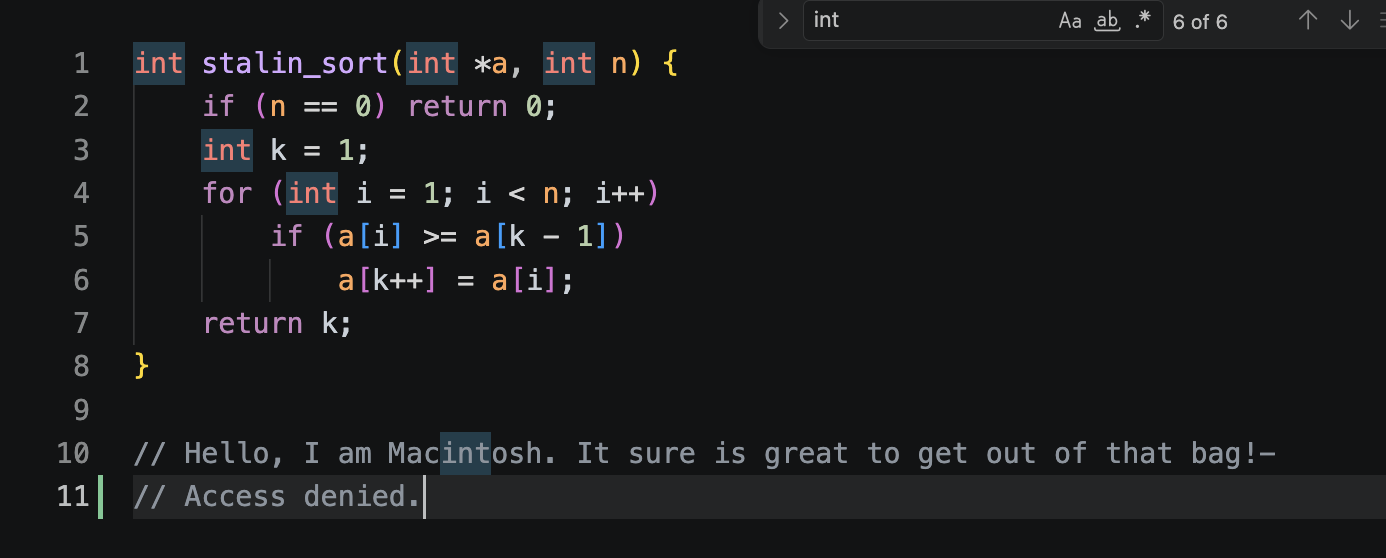 int
Aa ab .* 6 of 6
1 int stalin_sort(int *a, int n) {
2     if (n == 0) return 0;
3     int k = 1;
4     for (int i = 1; i < n; i++)
5         if (a[i] >= a[k - 1])
6             a[k++] = a[i];
7     return k;
8 }
9
10 // Hello, I am Macintosh. It sure is great to get out of that bag!—
11 // Access denied.